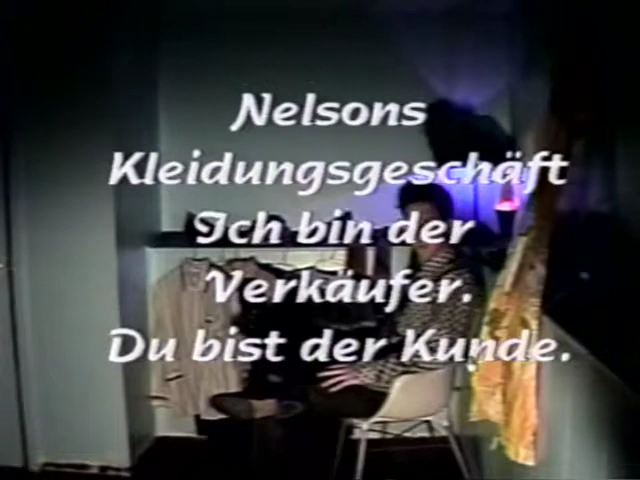 Nelsons
Kleidungsgeschäft
Ich bin der
Verkäufer.
Du bist der Kunde.